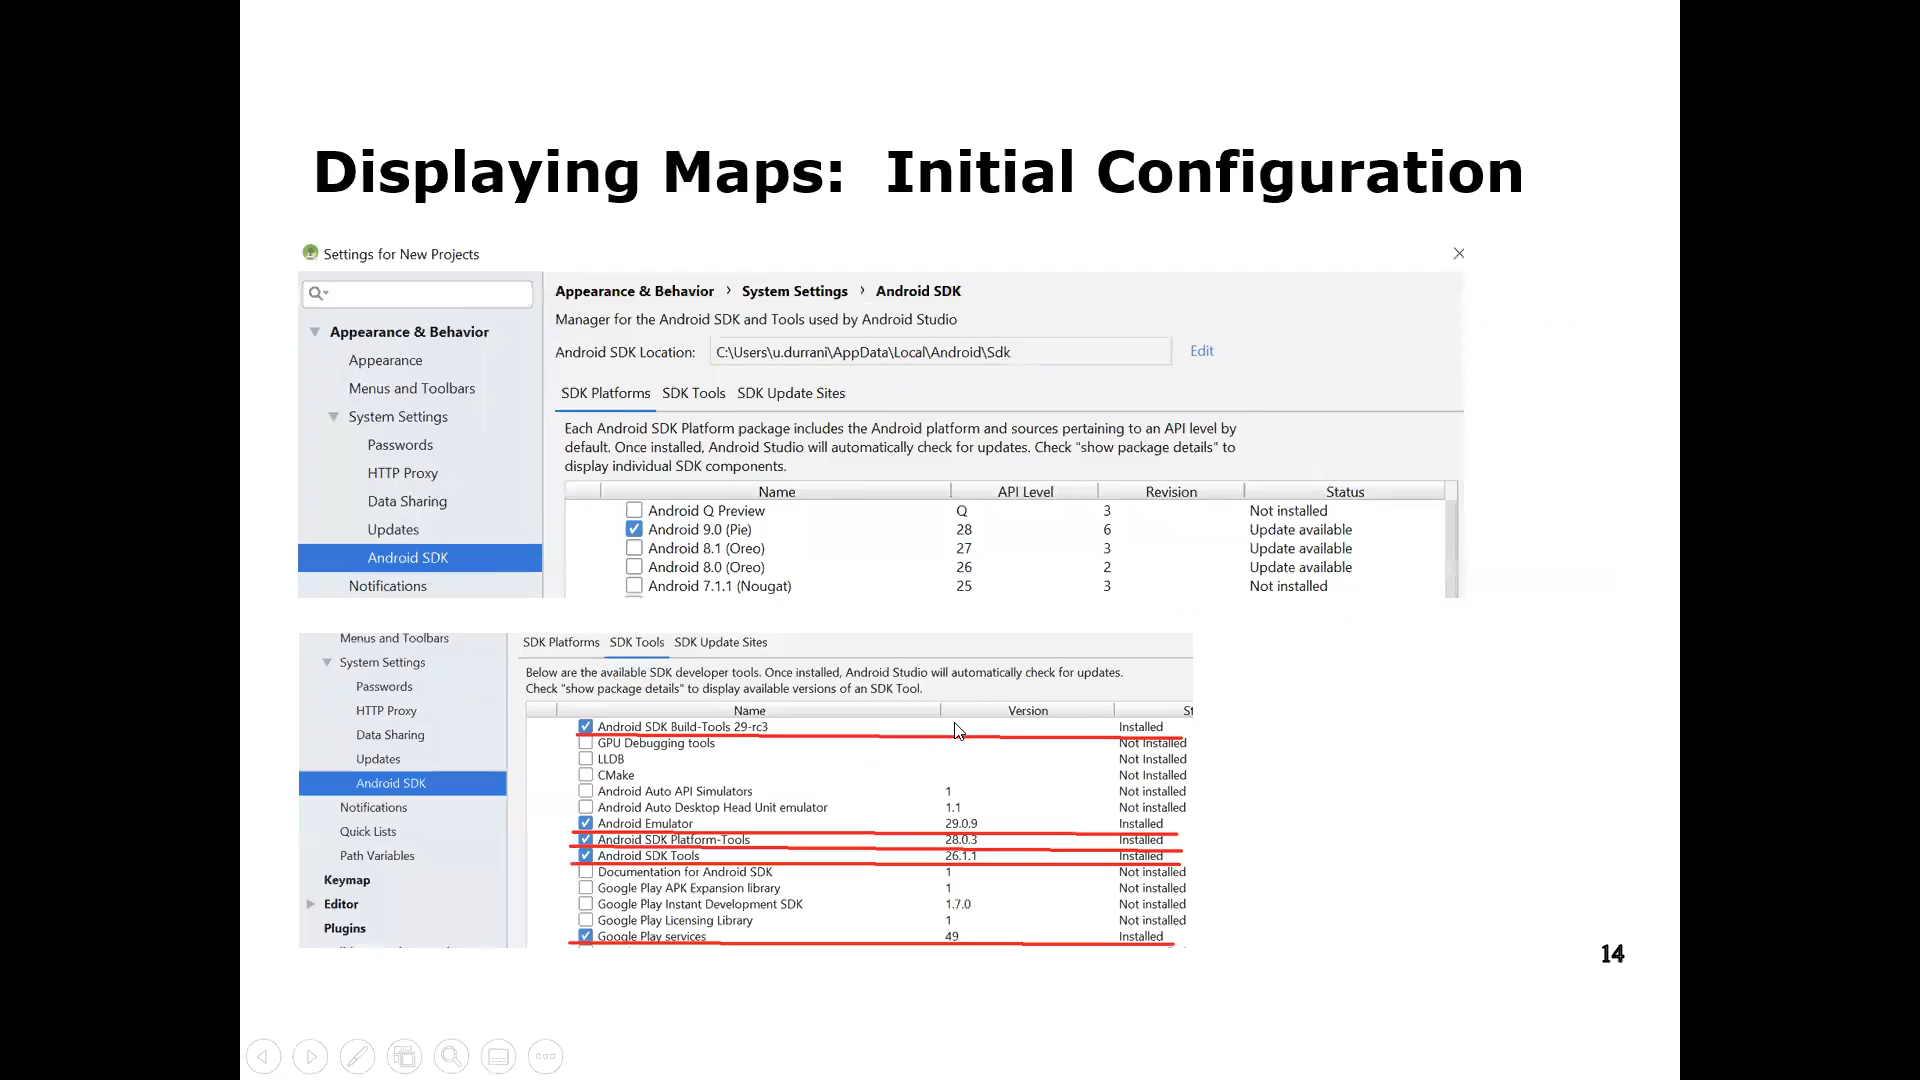 Displaying Maps: Initial Configuration
Settings for New Projects
Appearance & Behavior
Appearance
Menus and Toolbars
System Settings
Passwords
HTTP Proxy
Data Sharing
Updates
Android SDK
Notifications
Appearance & Behavior › System Settings › Android SDK
Manager for the Android SDK and Tools used by Android Studio
Android SDK Location: C:\Users\u.durrani\AppData\Local\Android\Sdk Edit
SDK Platforms SDK Tools SDK Update Sites
Each Android SDK Platform package includes the Android platform and sources pertaining to an API level by
default. Once installed, Android Studio will automatically check for updates. Check "show package details" to
display individual SDK components.
Name API Level Revision Status
Android Q Preview Q 3 Not installed
Android 9.0 (Pie) 28 6 Update available
Android 8.1 (Oreo) 27 3 Update available
Android 8.0 (Oreo) 26 2 Update available
Android 7.1.1 (Nougat) 25 3 Not installed
Menus and Toolbars
System Settings
Passwords
HTTP Proxy
Data Sharing
Updates
Android SDK
Notifications
Quick Lists
Path Variables
Keymap
Editor
Plugins
SDK Platforms SDK Tools SDK Update Sites
Below are the available SDK developer tools. Once installed, Android Studio will automatically check for updates.
Check "show package details" to display available versions of an SDK Tool.
Name Version St
Android SDK Build-Tools 29-rc3 Installed
GPU Debugging tools Not Installed
LLDB Not Installed
CMake Not Installed
Android Auto API Simulators 1 Not installed
Android Auto Desktop Head Unit emulator 1.1 Not installed
Android Emulator 29.0.9 Installed
Android SDK Platform-Tools 28.0.3 Installed
Android SDK Tools 26.1.1 Installed
Documentation for Android SDK 1 Not installed
Google Play APK Expansion library 1 Not installed
Google Play Instant Development SDK 1.7.0 Not installed
Google Play Licensing Library 1 Not installed
Google Play services 49 Installed
14